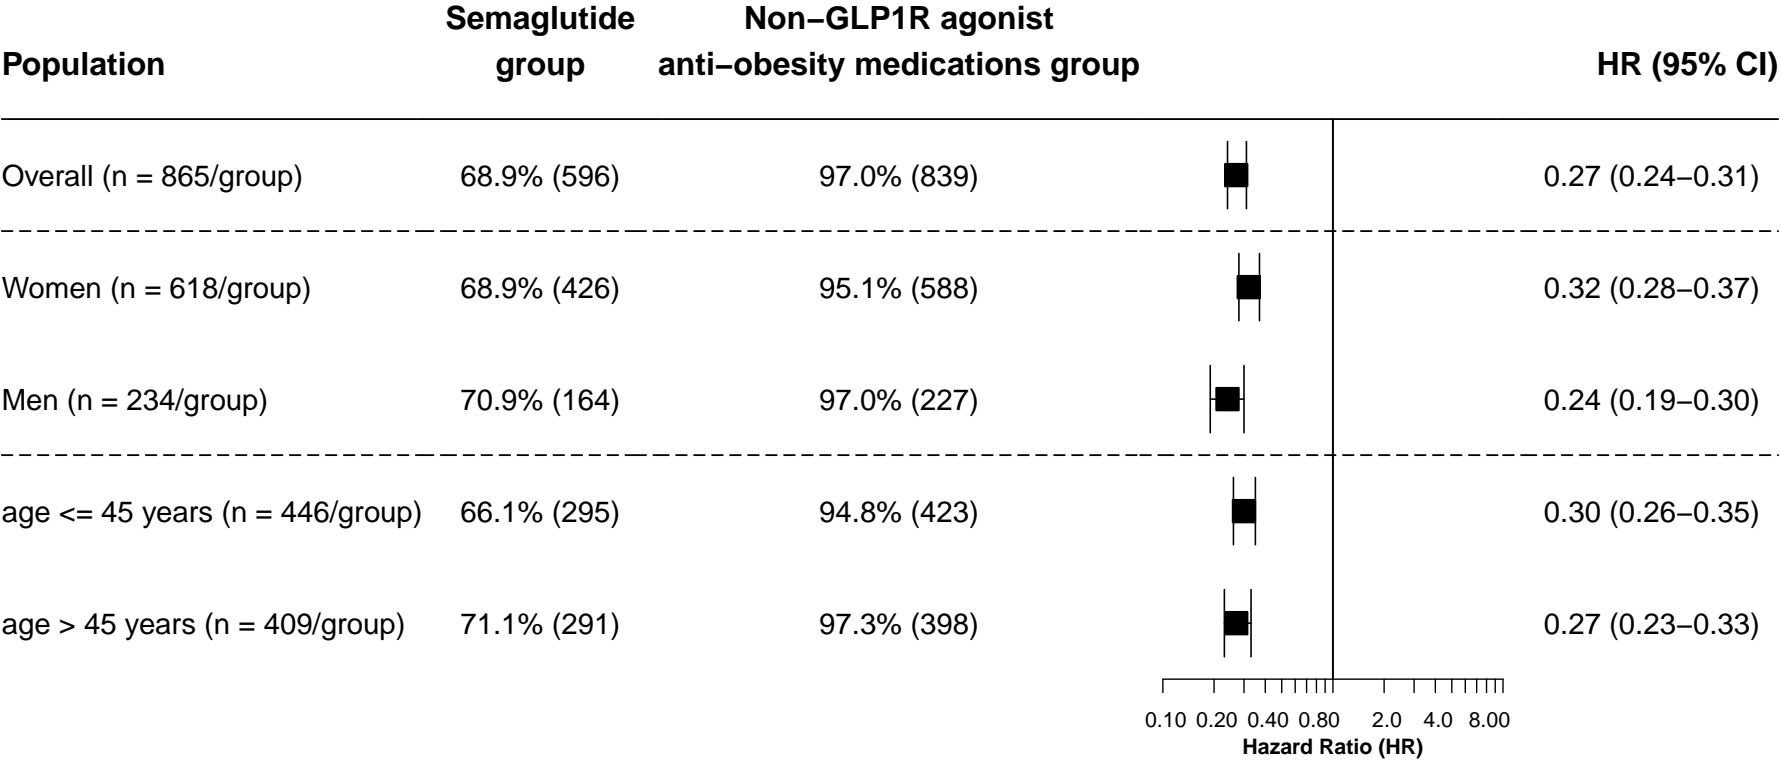 Semaglutide Non−GLP1R agonist
Population group anti−obesity medications group HR (95% CI)
Overall (n = 865/group) 68.9% (596) 97.0% (839) 0.27 (0.24−0.31)
Women (n = 618/group) 68.9% (426) 95.1% (588) 0.32 (0.28−0.37)
Men (n = 234/group) 70.9% (164) 97.0% (227) 0.24 (0.19−0.30)
age <= 45 years (n = 446/group) 66.1% (295) 94.8% (423) 0.30 (0.26−0.35)
age > 45 years (n = 409/group) 71.1% (291) 97.3% (398) 0.27 (0.23−0.33)
0.10 0.20 0.40 0.80 2.0 4.0 8.00
Hazard Ratio (HR)